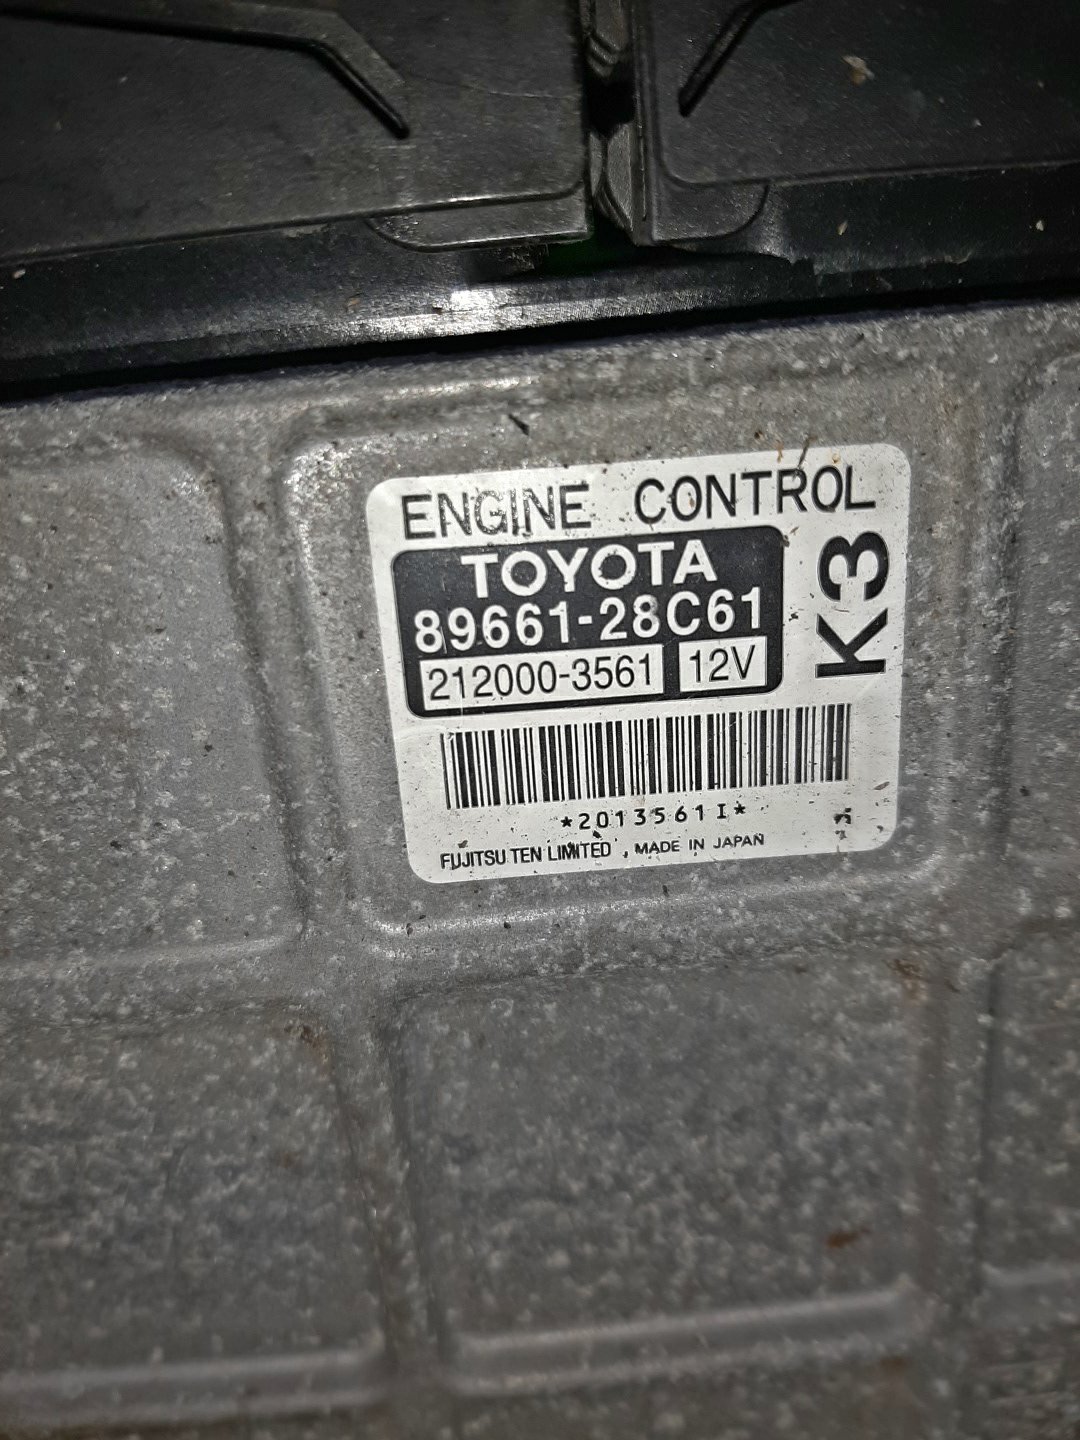 ENGINE CONTROL
TOYOTA
89661-28C61
212000-3561 12V
K3
*2013561I*
FUJITSU TEN LIMITED , MADE IN JAPAN